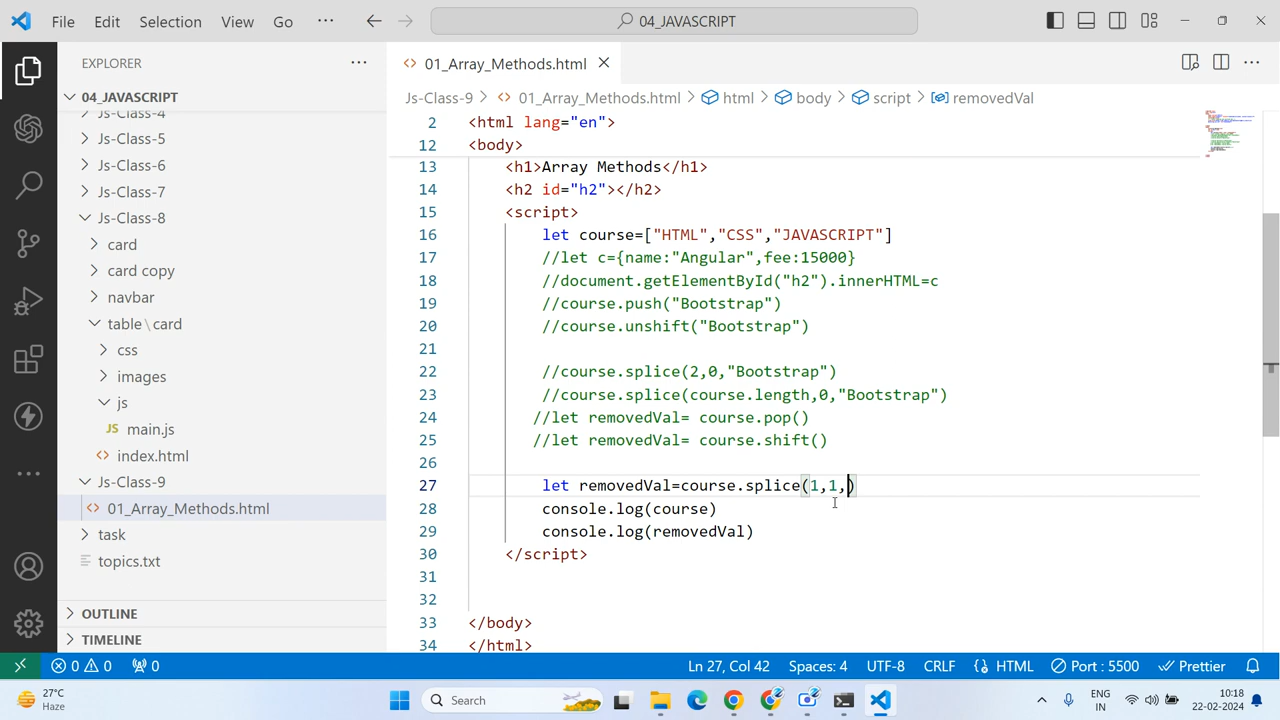 File Edit Selection View Go ··· 04_JAVASCRIPT
EXPLORER ···
04_JAVASCRIPT
Js-Class-4
Js-Class-5
Js-Class-6
Js-Class-7
Js-Class-8
card
card copy
navbar
table\card
css
images
js
JS main.js
index.html
Js-Class-9
01_Array_Methods.html
task
topics.txt
OUTLINE
TIMELINE
01_Array_Methods.html
Js-Class-9 > 01_Array_Methods.html > html > body > script > removedVal
2 <html lang="en">
12 <body>
13 <h1>Array Methods</h1>
14 <h2 id="h2"></h2>
15 <script>
16 let course=["HTML","CSS","JAVASCRIPT"]
17 //let c={name:"Angular",fee:15000}
18 //document.getElementById("h2").innerHTML=c
19 //course.push("Bootstrap")
20 //course.unshift("Bootstrap")
21
22 //course.splice(2,0,"Bootstrap")
23 //course.splice(course.length,0,"Bootstrap")
24 //let removedVal= course.pop()
25 //let removedVal= course.shift()
26
27 let removedVal=course.splice(1,1,)
28 console.log(course)
29 console.log(removedVal)
30 </script>
31
32
33 </body>
34 </html>
0 0 0 Ln 27, Col 42 Spaces: 4 UTF-8 CRLF {} HTML Port : 5500 Prettier
27°C
Haze
Search
ENG
IN
10:18
22-02-2024